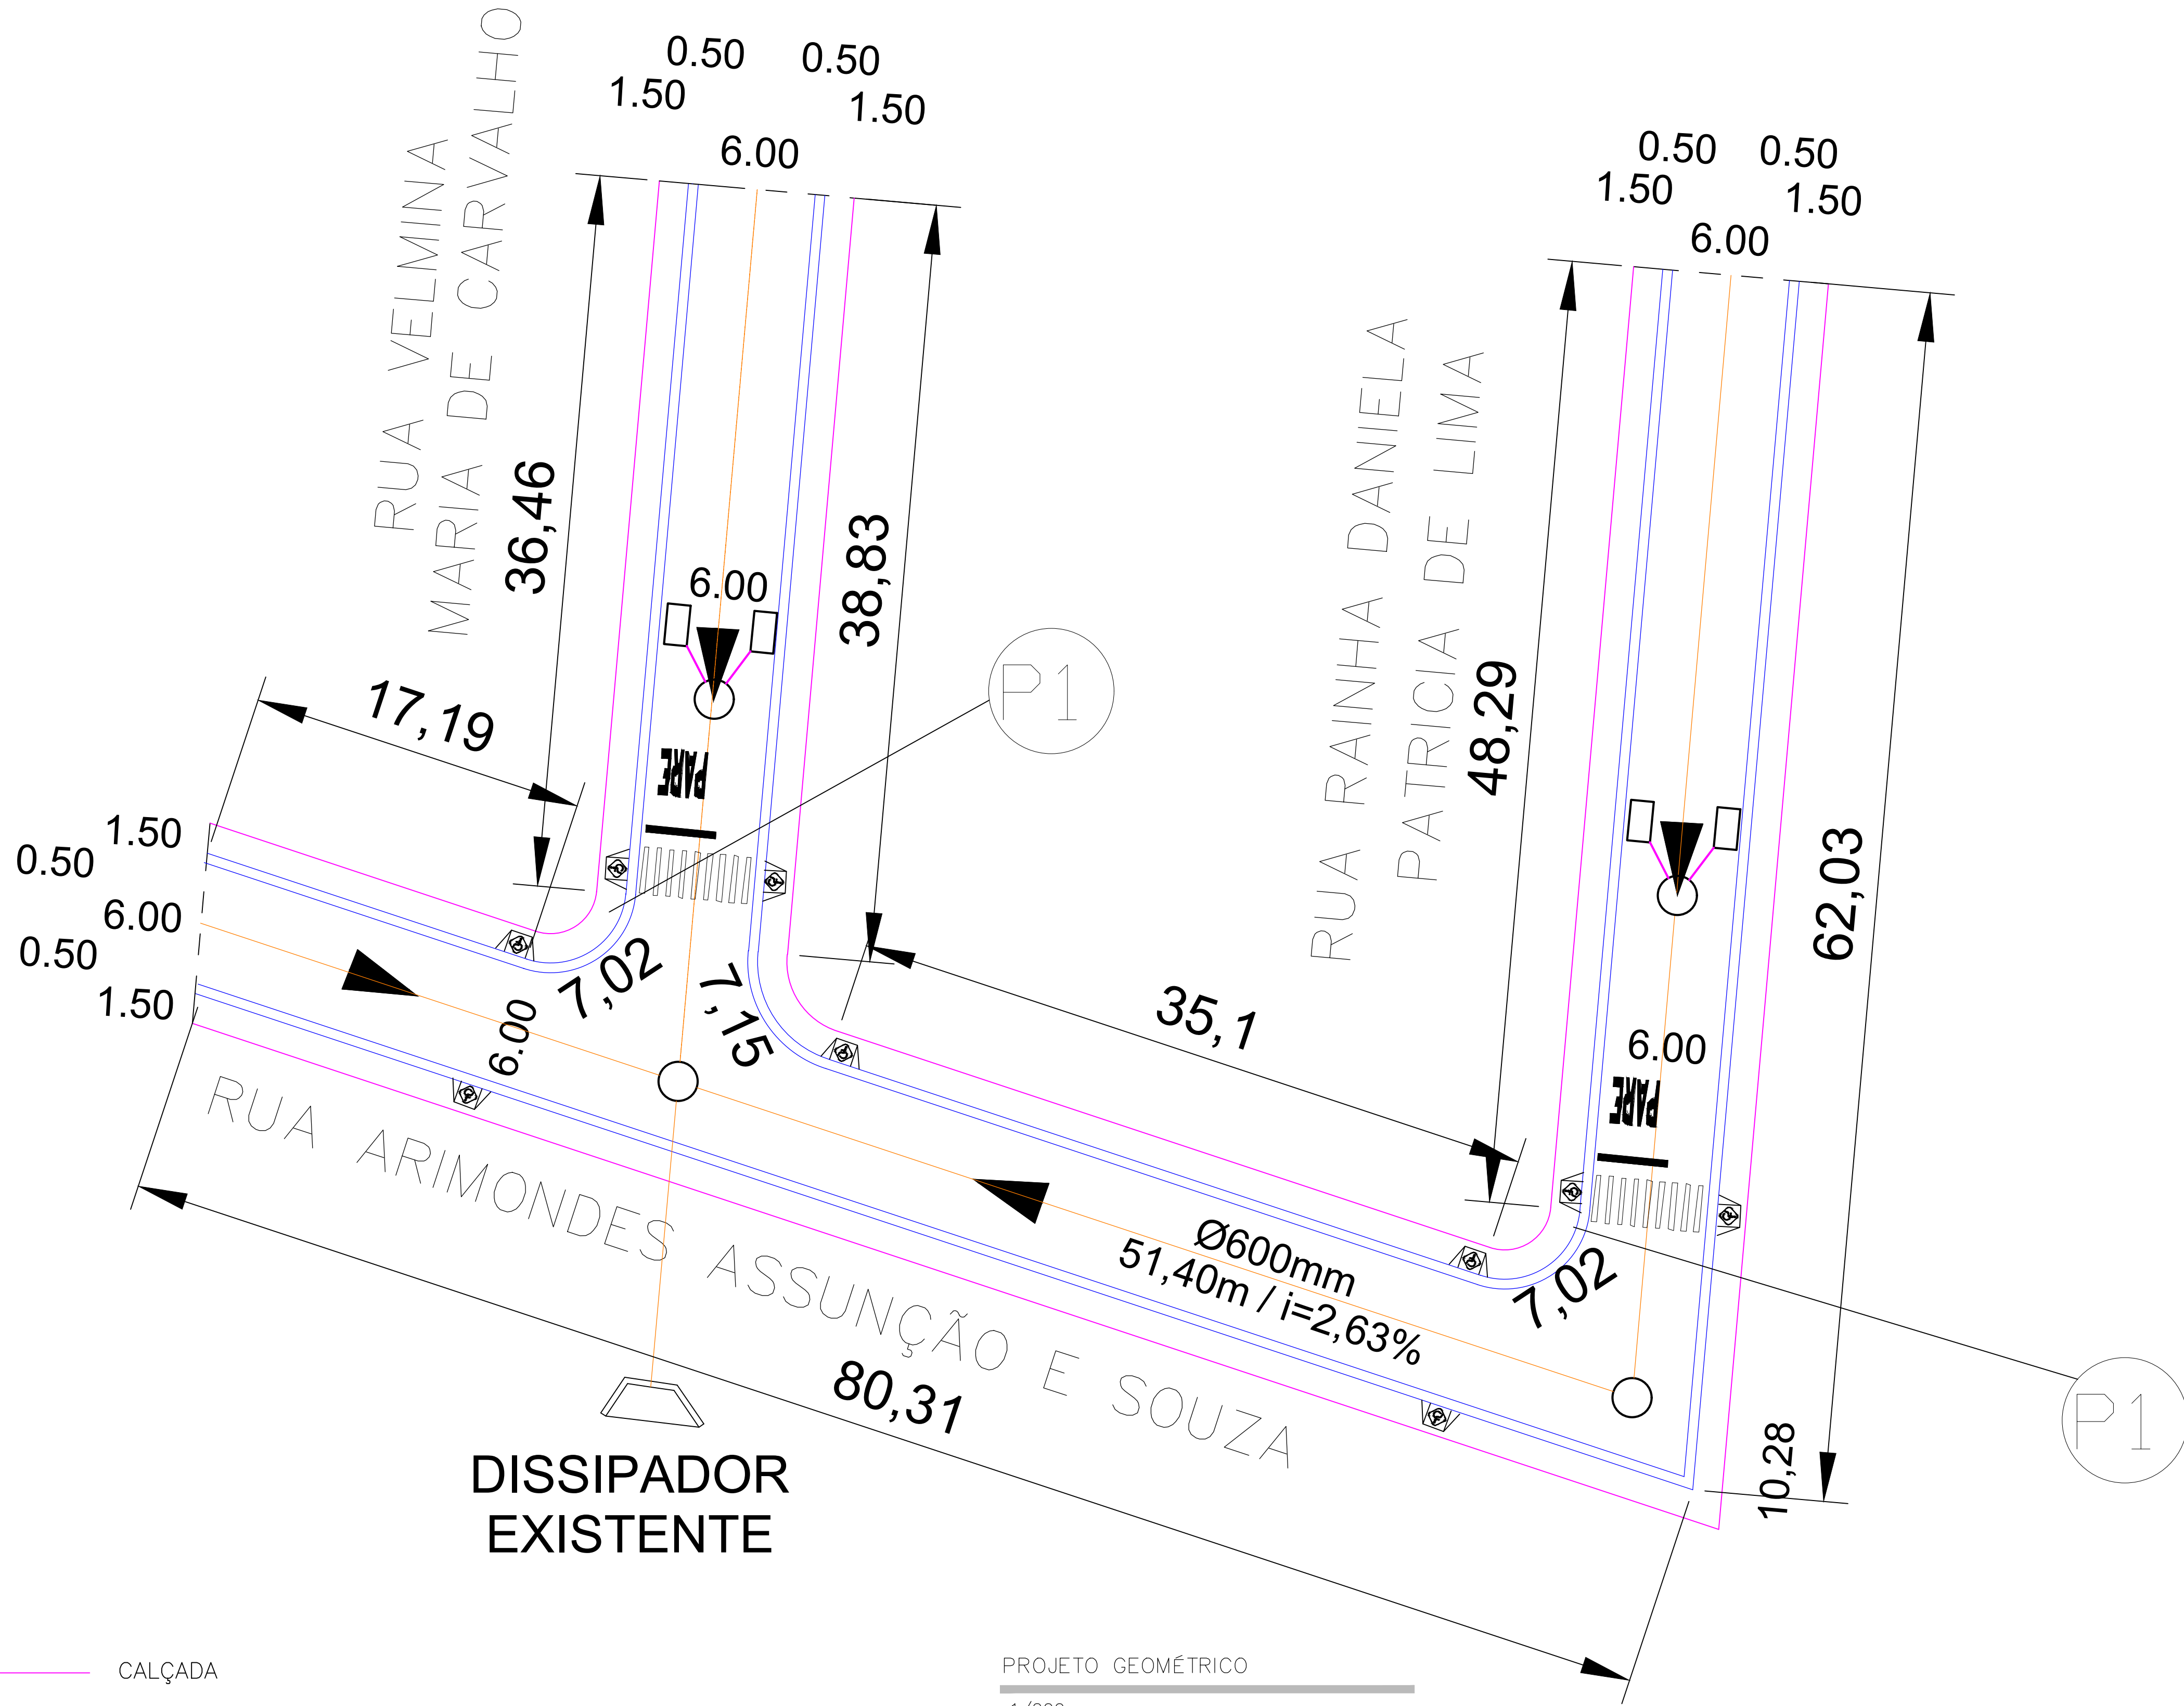 0.50 0.50
1.50 1.50
6.00
0.50 0.50
1.50 1.50
6.00
RUA VELMINA
MARIA DE CARVALHO
36,46
38,83
6.00
P1
RUA RAINHA DANIELA
PATRICIA DE LIMA
48,29
62,03
17,19
PARE
1.50
0.50
6.00
0.50
1.50
7,02
7,15
6.00
35,1
6.00
PARE
RUA ARIMONDES ASSUNÇÃO E SOUZA
Ø600mm
51,40m / i=2,63%
7,02
80,31
P1
10,28
DISSIPADOR
EXISTENTE
CALÇADA
PROJETO GEOMÉTRICO